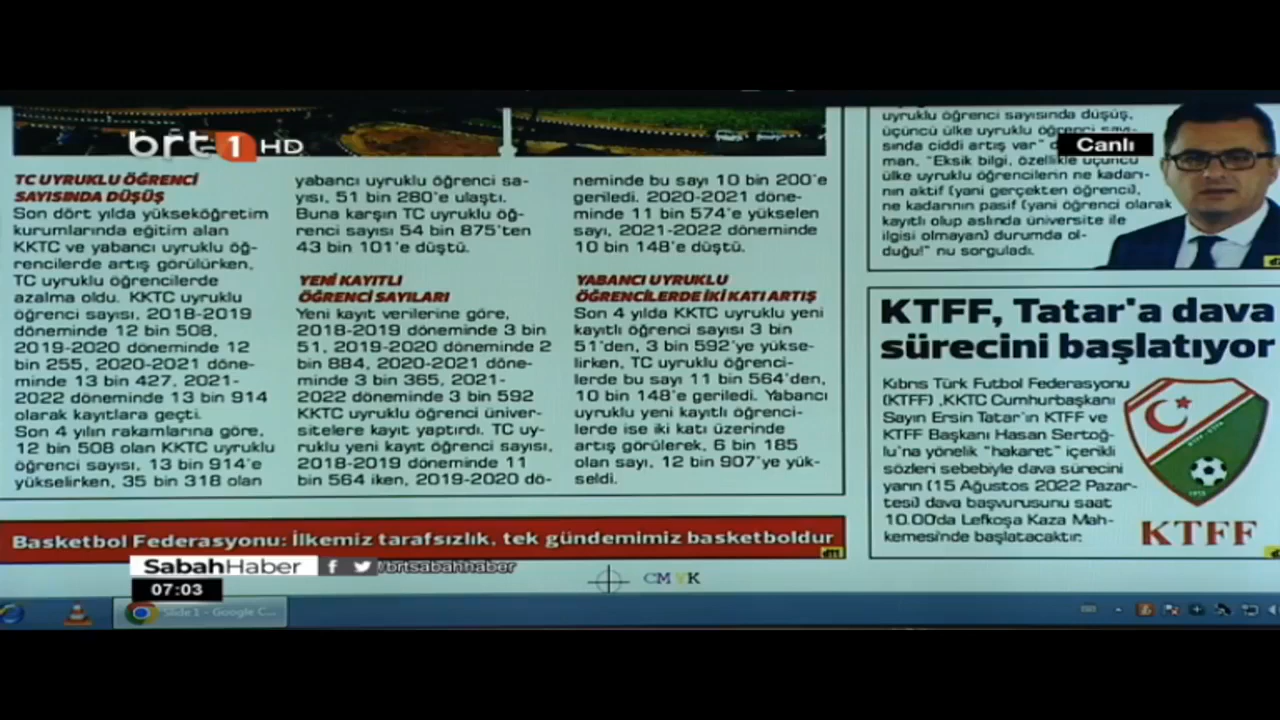 brt 1 HD
Canlı
TC UYRUKLU ÖĞRENCİ
SAYISINDA DÜŞÜŞ
Son dört yılda yükseköğretim
kurumlarında eğitim alan
KKTC ve yabancı uyruklu öğ-
rencilerde artış görülürken,
TC uyruklu öğrencilerde
azalma oldu. KKTC uyruklu
öğrenci sayısı, 2018-2019
döneminde 12 bin 508,
2019-2020 döneminde 12
bin 255, 2020-2021 döne-
minde 13 bin 427, 2021-
2022 döneminde 13 bin 914
olarak kayıtlara geçti.
Son 4 yılın rakamlarına göre,
12 bin 508 olan KKTC uyruklu
öğrenci sayısı, 13 bin 914'e
yükselirken, 35 bin 318 olan
yabancı uyruklu öğrenci sa-
yısı, 51 bin 280'e ulaştı.
Buna karşın TC uyruklu öğ-
renci sayısı 54 bin 875'ten
43 bin 101'e düştü.
YENİ KAYITLI
ÖĞRENCİ SAYILARI
Yeni kayıt verilerine göre,
2018-2019 döneminde 3 bin
51, 2019-2020 döneminde 2
bin 884, 2020-2021 döne-
minde 3 bin 365, 2021-
2022 döneminde 3 bin 592
KKTC uyruklu öğrenci üniver-
sitelere kayıt yaptırdı. TC uy-
ruklu yeni kayıt öğrenci sayısı,
2018-2019 döneminde 11
bin 564 iken, 2019-2020 dö-
neminde bu sayı 10 bin 200'e
geriledi. 2020-2021 döne-
minde 11 bin 574'e yükselen
sayı, 2021-2022 döneminde
10 bin 148'e düştü.
YABANCI UYRUKLU
ÖĞRENCİLERDE İKİ KATI ARTIŞ
Son 4 yılda KKTC uyruklu yeni
kayıtlı öğrenci sayısı 3 bin
51'den, 3 bin 592'ye yükse-
lirken, TC uyruklu öğrenci-
lerde bu sayı 11 bin 564'den,
10 bin 148'e geriledi. Yabancı
uyruklu yeni kayıtlı öğrenci-
lerde ise iki katı üzerinde
artış görülerek, 6 bin 185
olan sayı, 12 bin 907'ye yük-
seldi.
uyruklu öğrenci sayısında düşüş,
üçüncü ülke uyruklu öğrenci sayı-
sında ciddi artış var"
man, "Eksik bilgi, özellikle üçüncü
ülke uyruklu öğrencilerin ne kadarı-
nın aktif (yani gerçekten öğrenci),
ne kadarının pasif (yani öğrenci olarak
kayıtlı olup aslında üniversite ile
ilgisi olmayan) durumda ol-
duğu!" nu sorguladı.
KTFF, Tatar'a dava
sürecini başlatıyor
Kıbrıs Türk Futbol Federasyonu
(KTFF) ,KKTC Cumhurbaşkanı
Sayın Ersin Tatar'ın KTFF ve
KTFF Başkanı Hasan Sertoğ-
lu'na yönelik "hakaret" içerikli
sözleri sebebiyle dava sürecini
yarın (15 Ağustos 2022 Pazar-
tesi) dava başvurusunu saat
10.00'da Lefkoşa Kaza Mah-
kemesi'nde başlatacaktır.
KTFF
Basketbol Federasyonu: İlkemiz tarafsızlık, tek gündemimiz basketboldur
d11
SabahHaber
/brtsabahhaber
07:03
CMYK
Slide 1 - Google C...